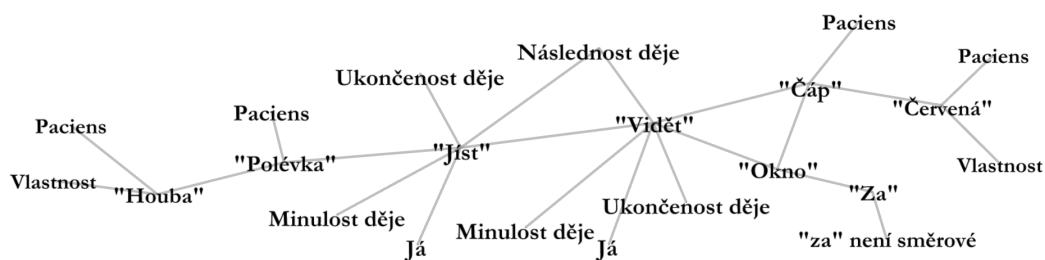 Paciens
Následnost děje
Paciens
Ukončenost děje
"Čáp"
"Červená"
Paciens
Paciens
"Vidět"
"Polévka"
"Jíst"
Vlastnost
"Houba"
"Okno"
Vlastnost
"Za"
Minulost děje
Ukončenost děje
Minulost děje
Já
Já
"za" není směrové